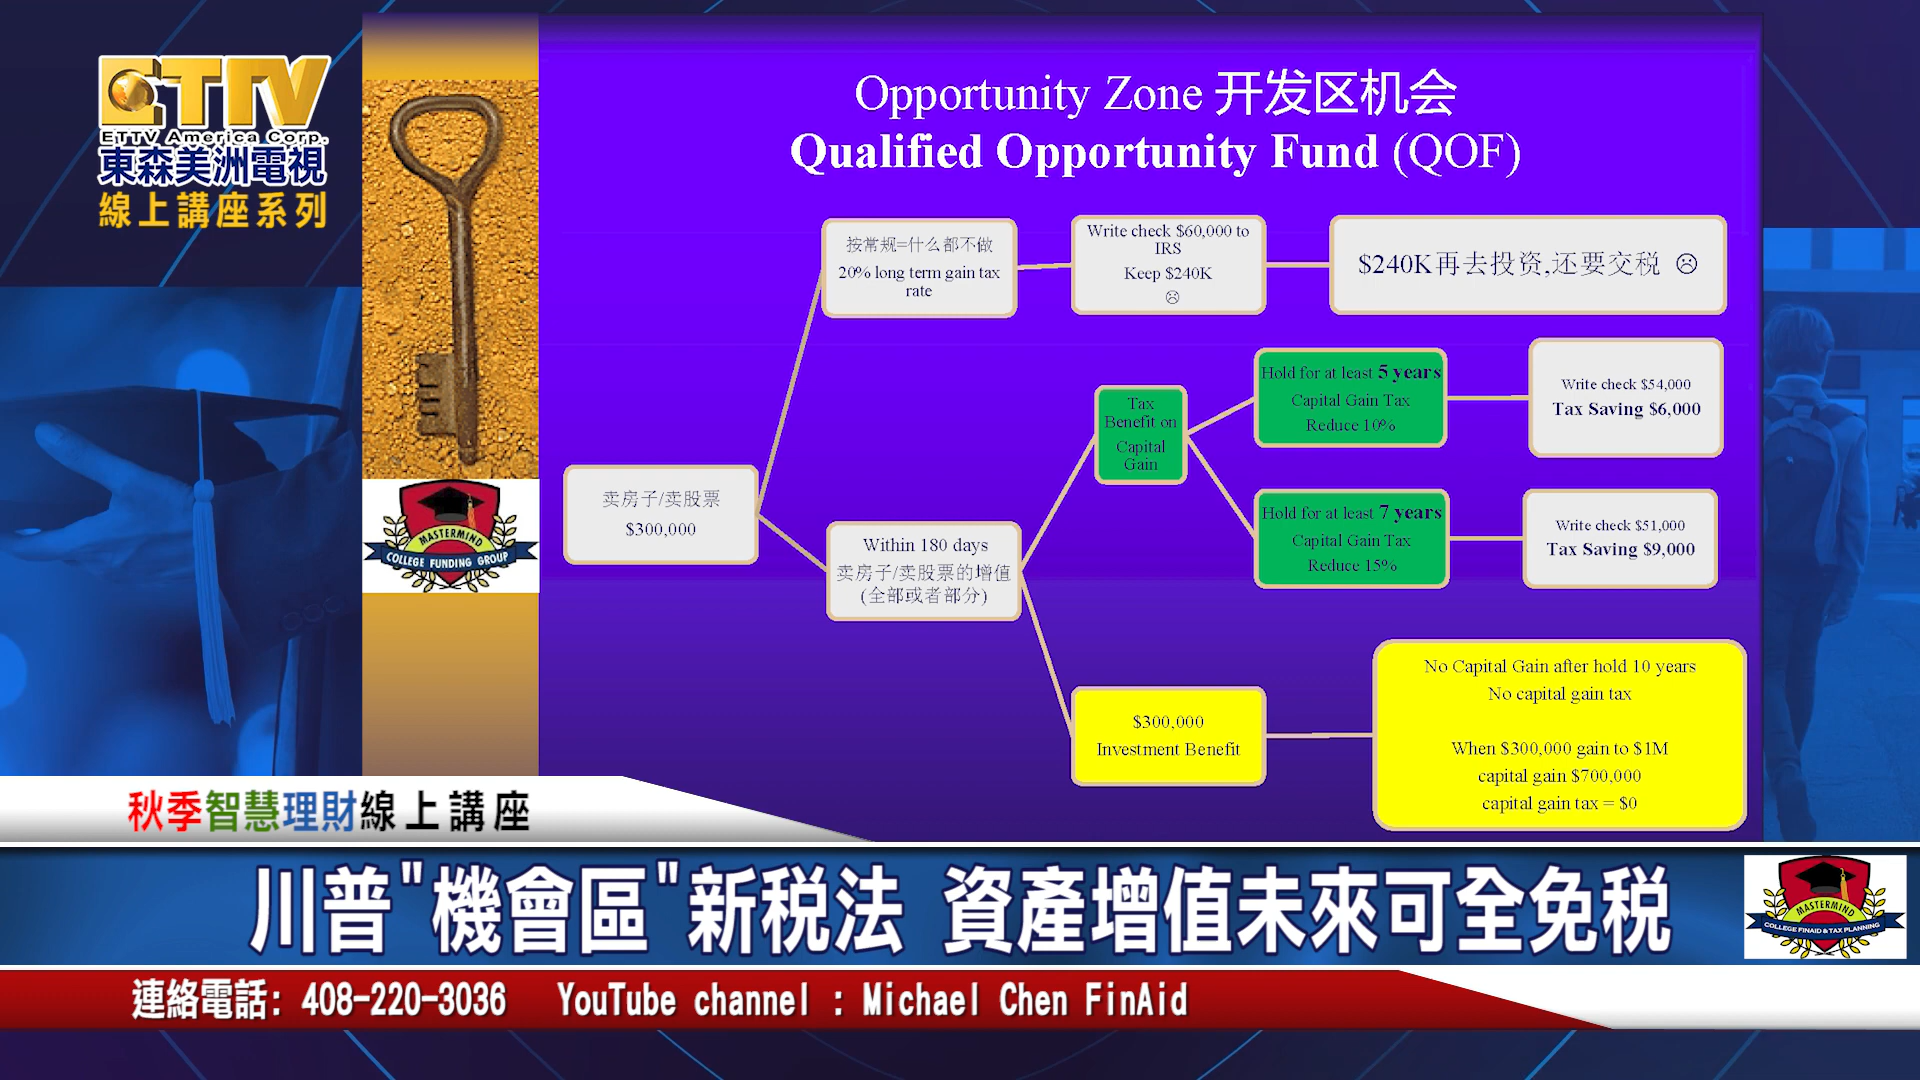 ETTV
ETTV America Corp.
東森美洲電視
線上講座系列
Opportunity Zone 开发区机会
Qualified Opportunity Fund (QOF)
按常规=什么都不做
20% long term gain tax
rate
Write check $60,000 to
IRS
Keep $240K
☹
$240K再去投资,还要交税 ☹
卖房子/卖股票
$300,000
Within 180 days
卖房子/卖股票的增值
(全部或者部分)
Tax
Benefit on
Capital
Gain
Hold for at least 5 years
Capital Gain Tax
Reduce 10%
Write check $54,000
Tax Saving $6,000
Hold for at least 7 years
Capital Gain Tax
Reduce 15%
Write check $51,000
Tax Saving $9,000
$300,000
Investment Benefit
No Capital Gain after hold 10 years
No capital gain tax
When $300,000 gain to $1M
capital gain $700,000
capital gain tax = $0
MASTERMIND
COLLEGE FUNDING GROUP
秋季智慧理財線上講座
川普"機會區"新税法 資產增值未來可全免税
MASTERMIND
COLLEGE FINAID & TAX PLANNING
連絡電話: 408-220-3036 YouTube channel : Michael Chen FinAid